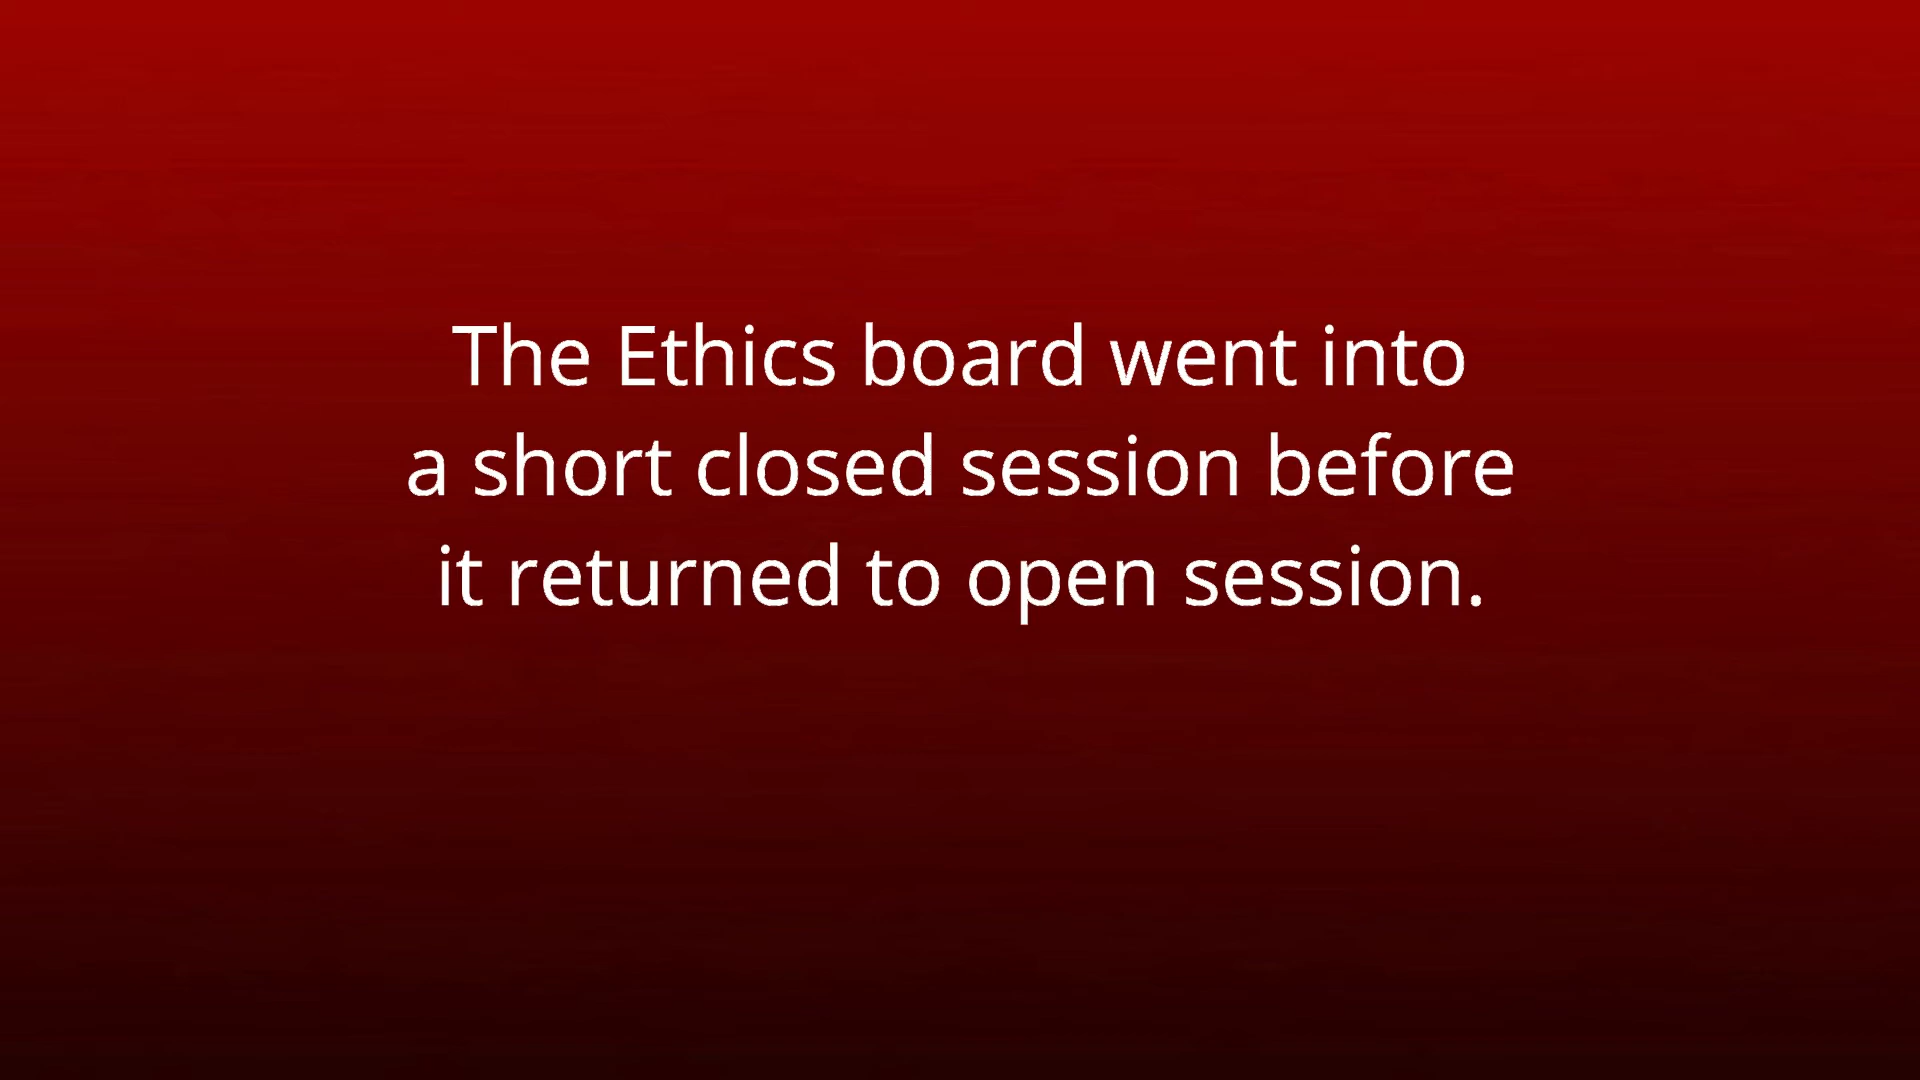 The Ethics board went into
a short closed session before
it returned to open session.